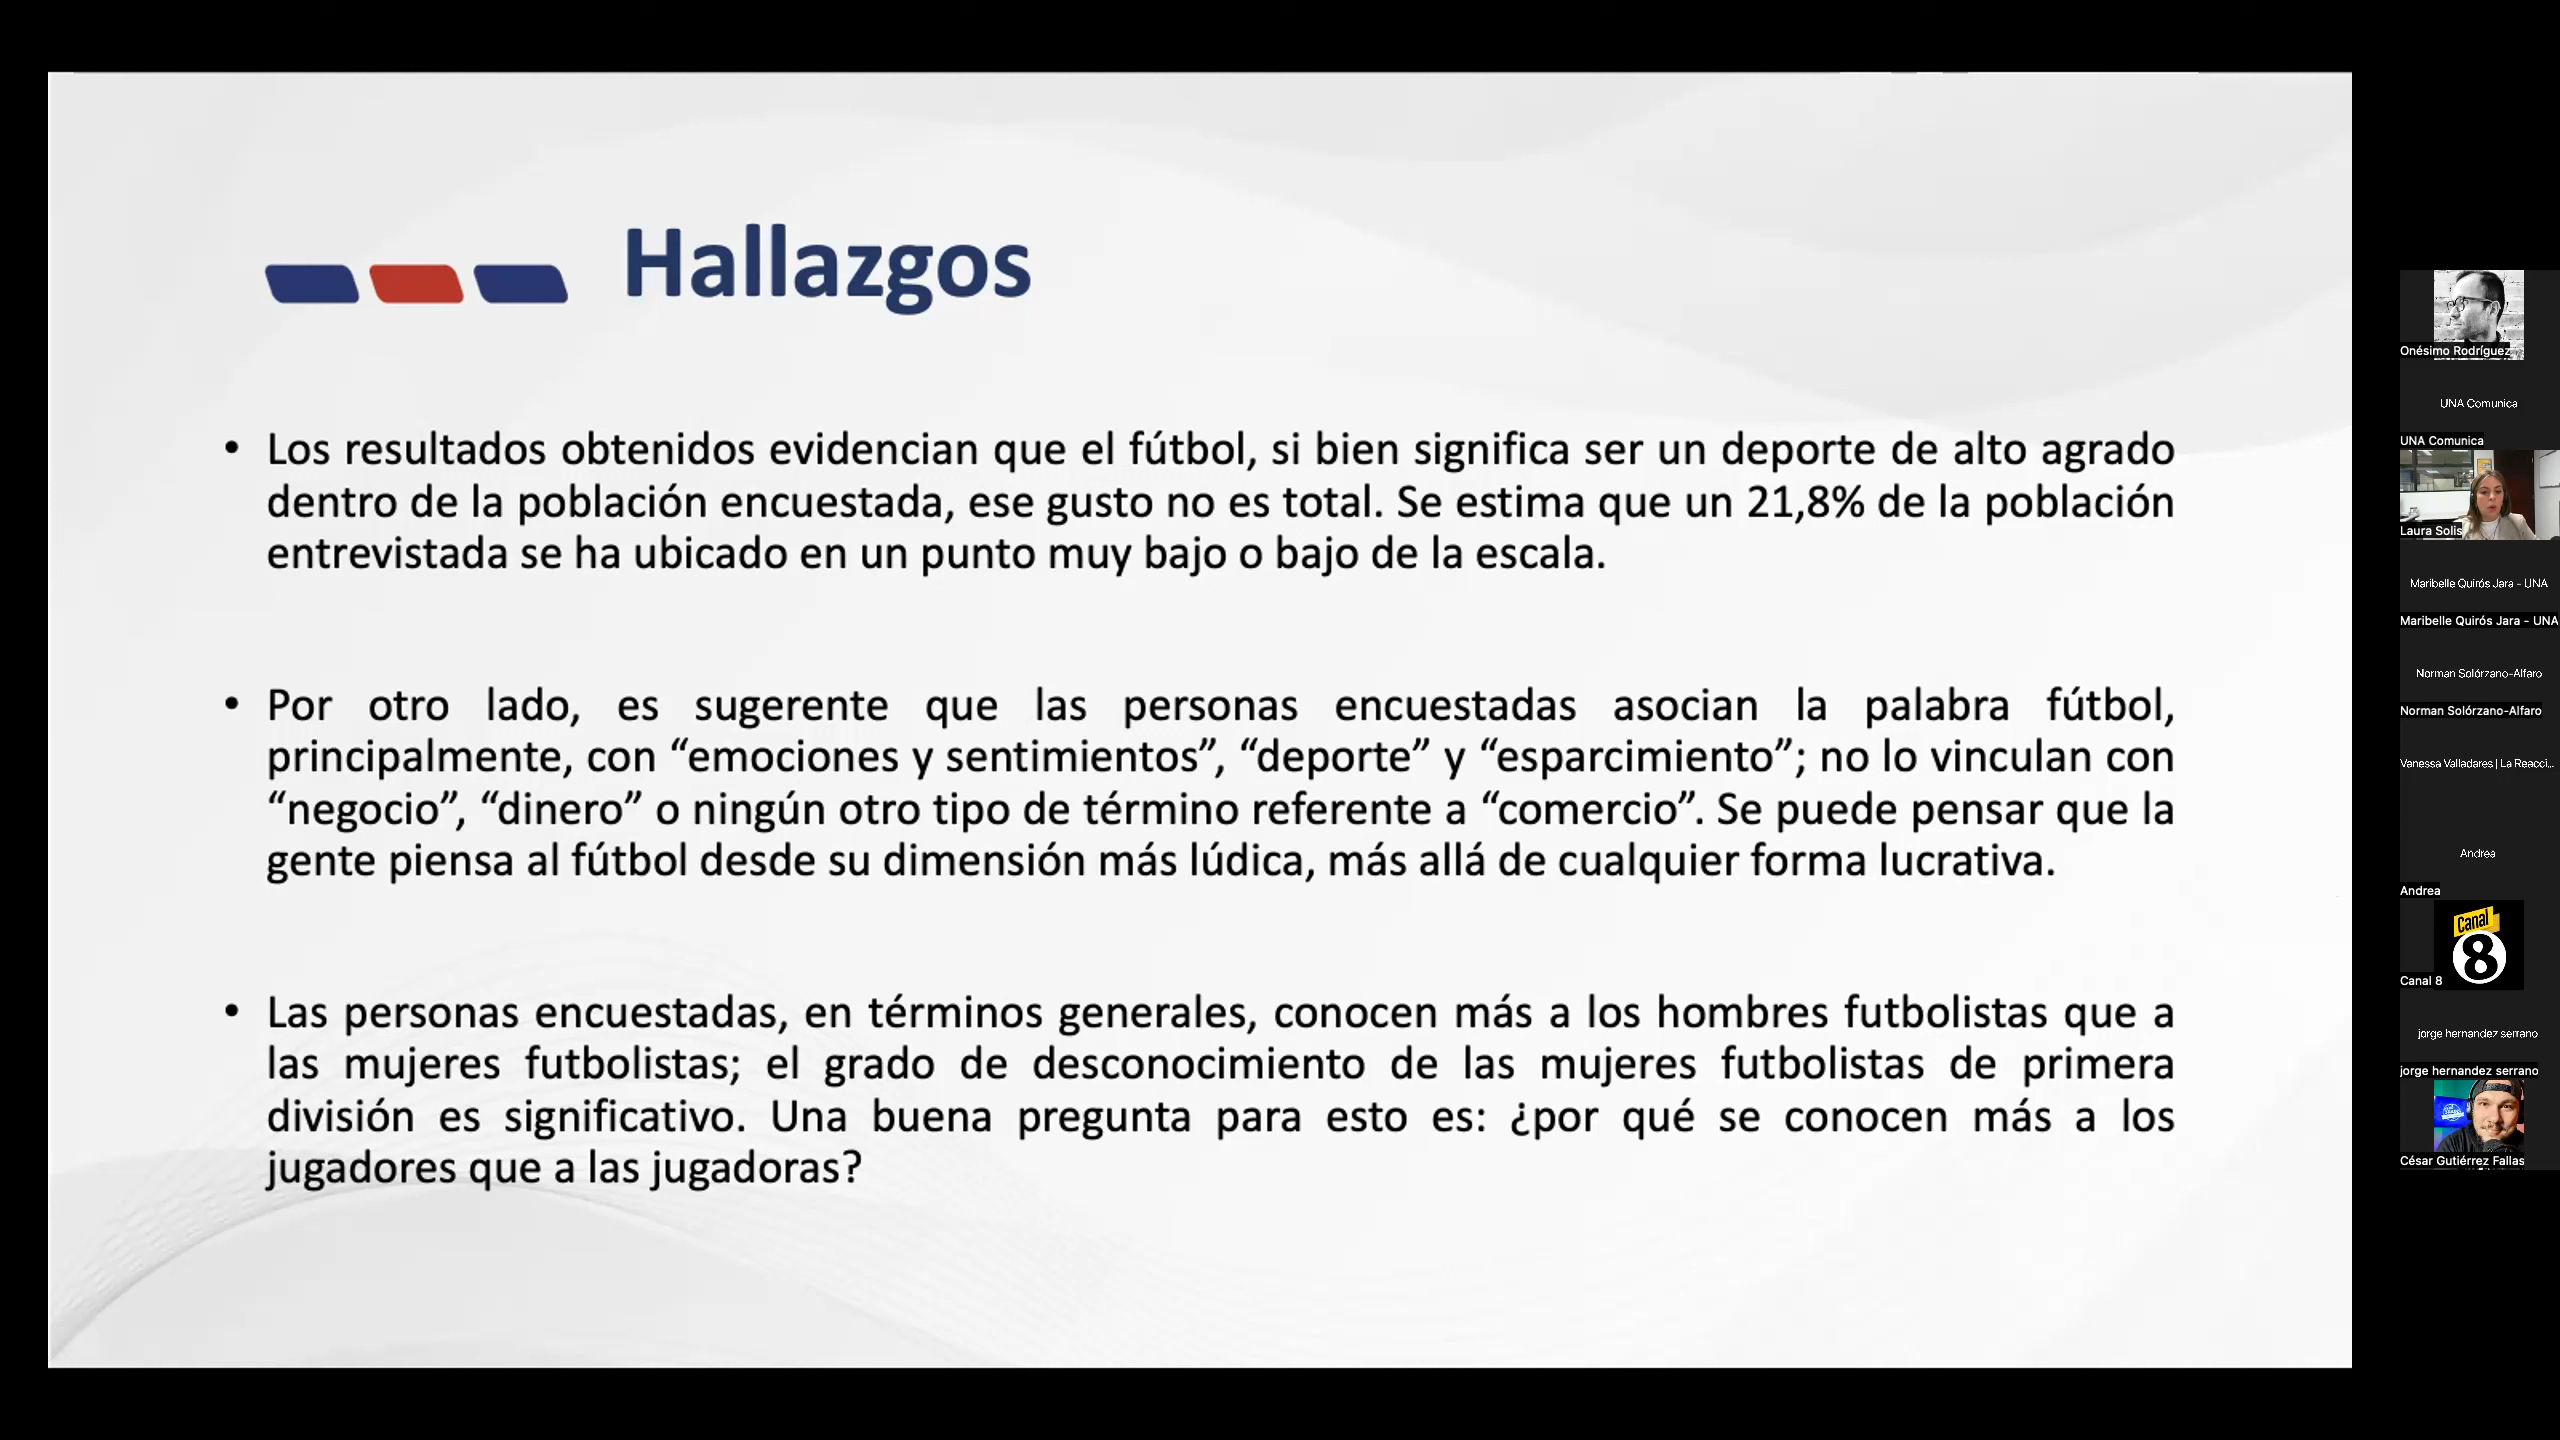 Hallazgos
• Los resultados obtenidos evidencian que el fútbol, si bien significa ser un deporte de alto agrado
dentro de la población encuestada, ese gusto no es total. Se estima que un 21,8% de la población
entrevistada se ha ubicado en un punto muy bajo o bajo de la escala.
• Por otro lado, es sugerente que las personas encuestadas asocian la palabra fútbol,
principalmente, con “emociones y sentimientos”, “deporte” y “esparcimiento”; no lo vinculan con
“negocio”, “dinero” o ningún otro tipo de término referente a “comercio”. Se puede pensar que la
gente piensa al fútbol desde su dimensión más lúdica, más allá de cualquier forma lucrativa.
• Las personas encuestadas, en términos generales, conocen más a los hombres futbolistas que a
las mujeres futbolistas; el grado de desconocimiento de las mujeres futbolistas de primera
división es significativo. Una buena pregunta para esto es: ¿por qué se conocen más a los
jugadores que a las jugadoras?
Onésimo Rodríguez
UNA Comunica
UNA Comunica
Laura Solis
Maribelle Quirós Jara - UNA
Maribelle Quirós Jara - UNA
Norman Solórzano-Alfaro
Norman Solórzano-Alfaro
Vanessa Valladares | La Reacci...
Andrea
Andrea
Canal
8
Canal 8
jorge hernandez serrano
jorge hernandez serrano
César Gutiérrez Fallas